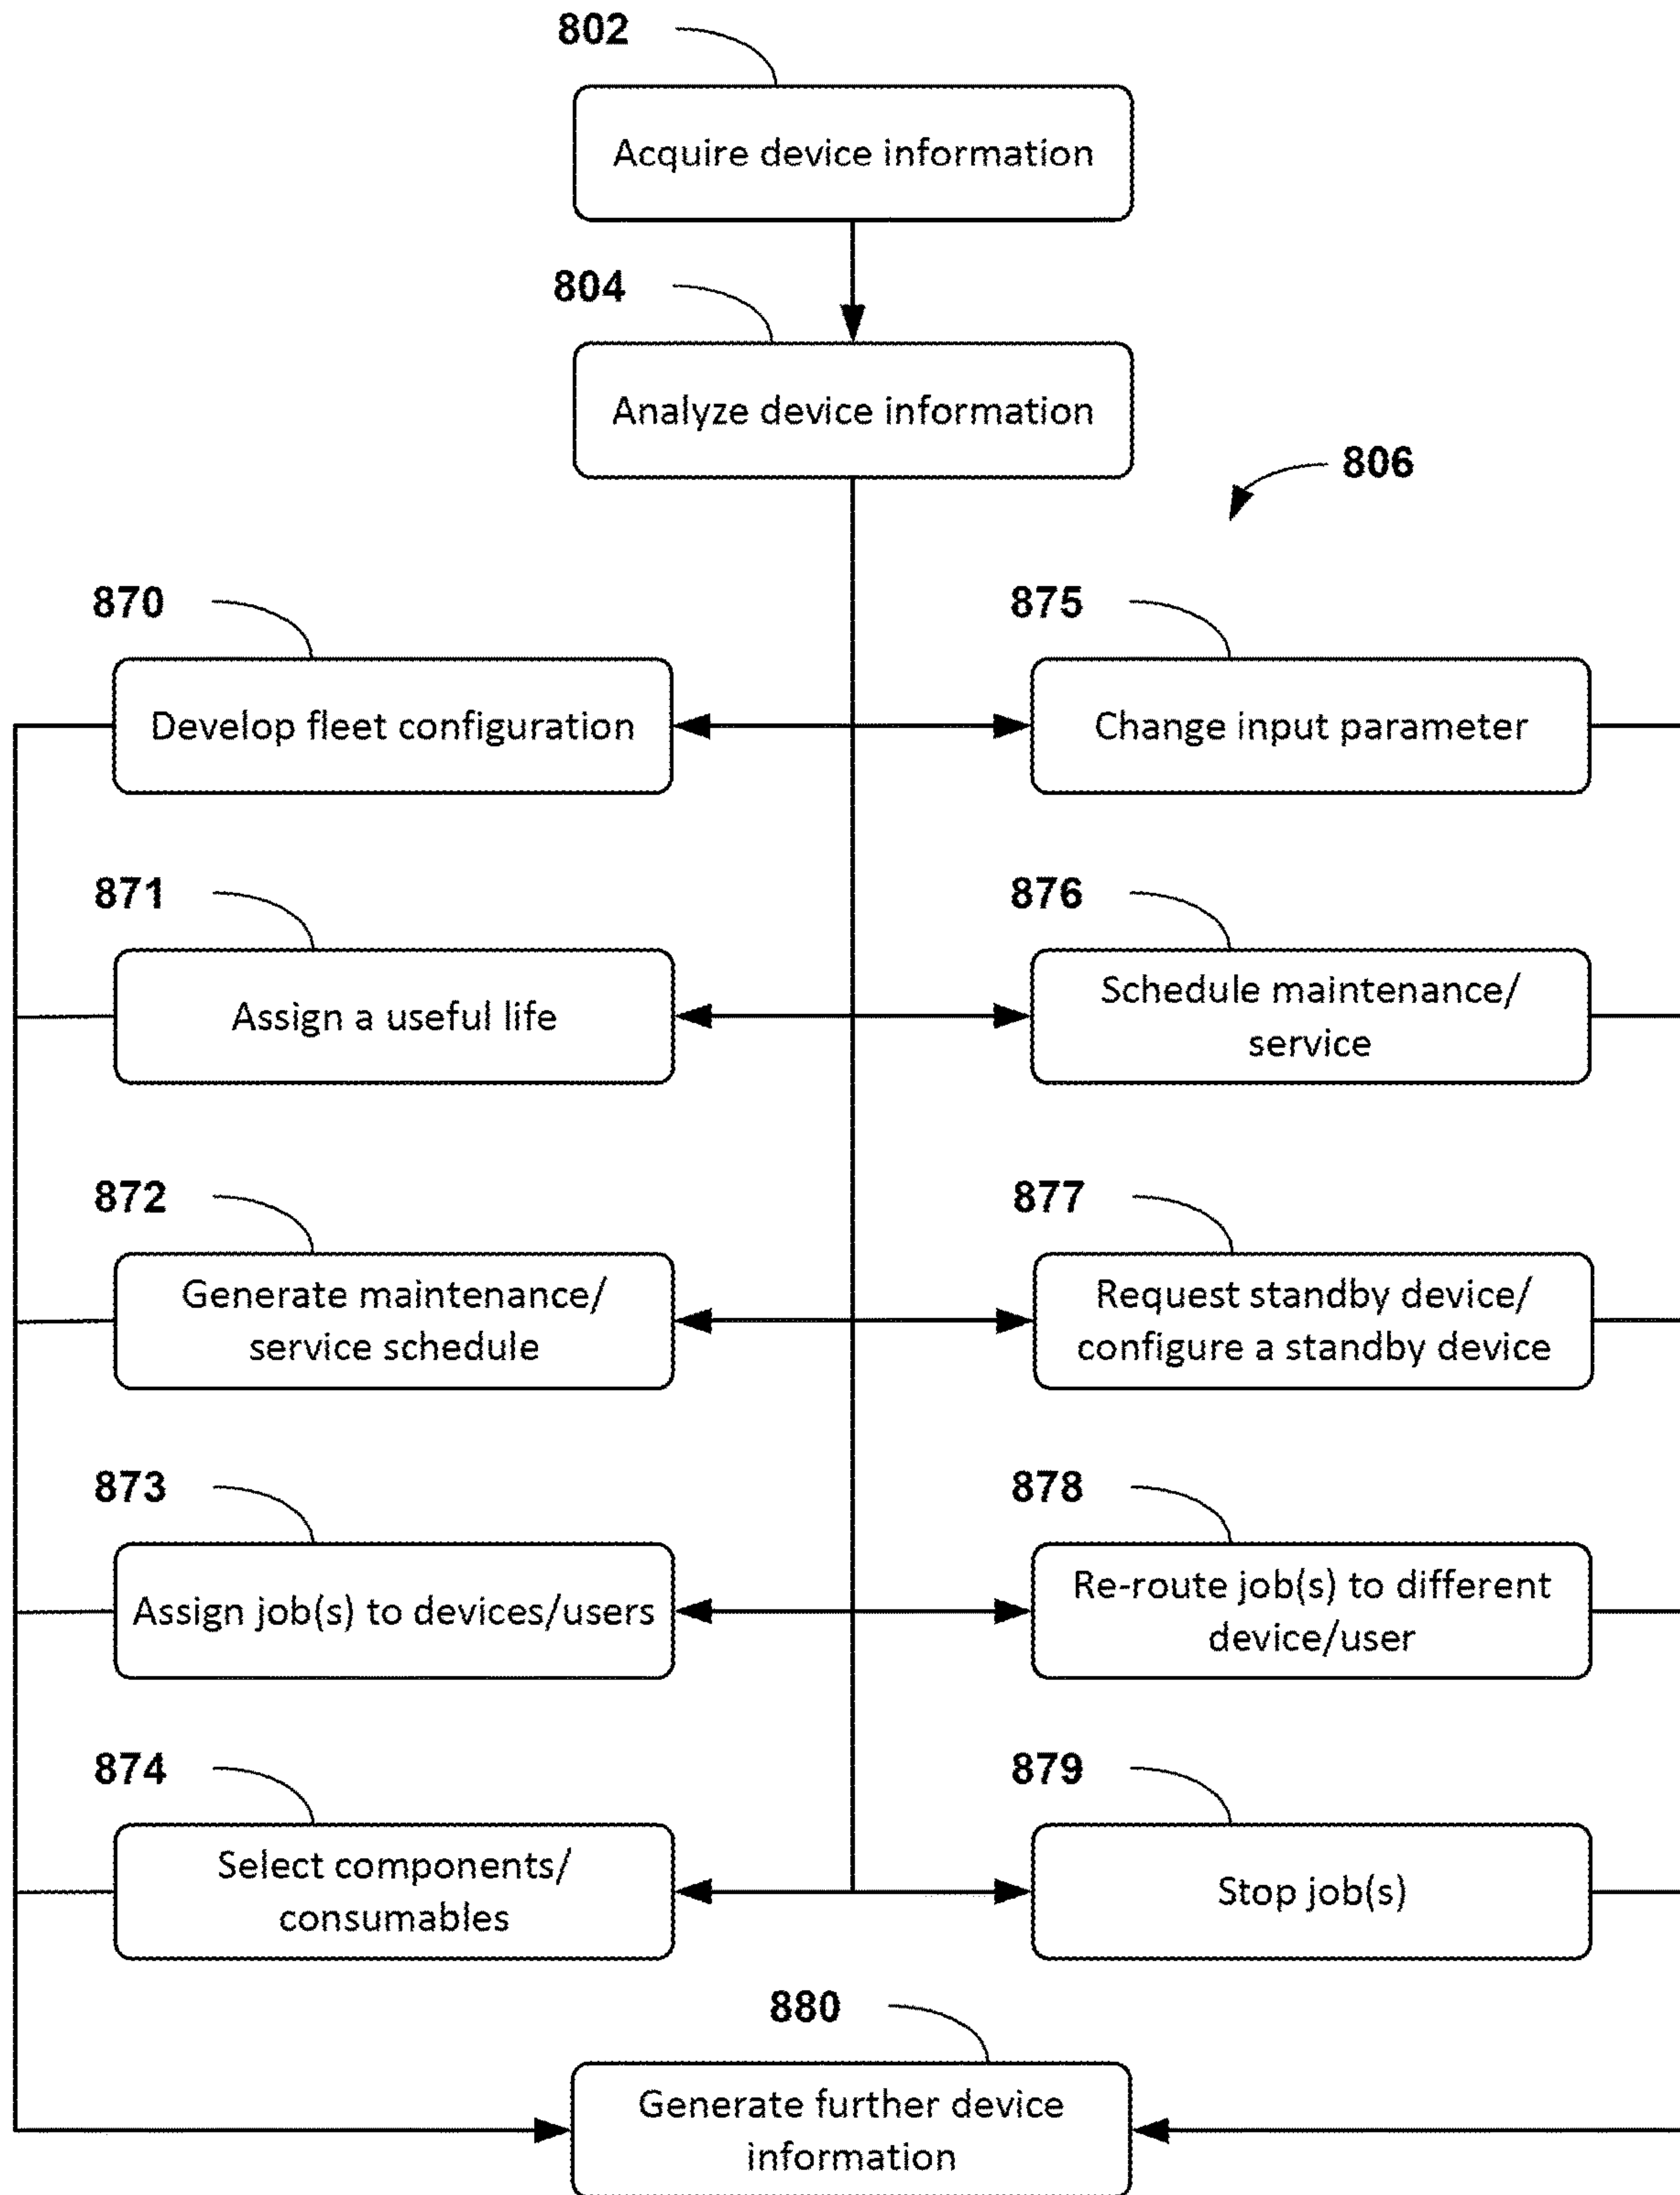 802
Acquire device information
804
Analyze device information
806
870
875
Develop fleet configuration
Change input parameter
871
876
Assign a useful life
Schedule maintenance/
service
872
877
Generate maintenance/
service schedule
Request standby device/
configure a standby device
873
878
Assign job(s) to devices/users
Re-route job(s) to different
device/user
874
879
Select components/
consumables
Stop job(s)
880
Generate further device
information